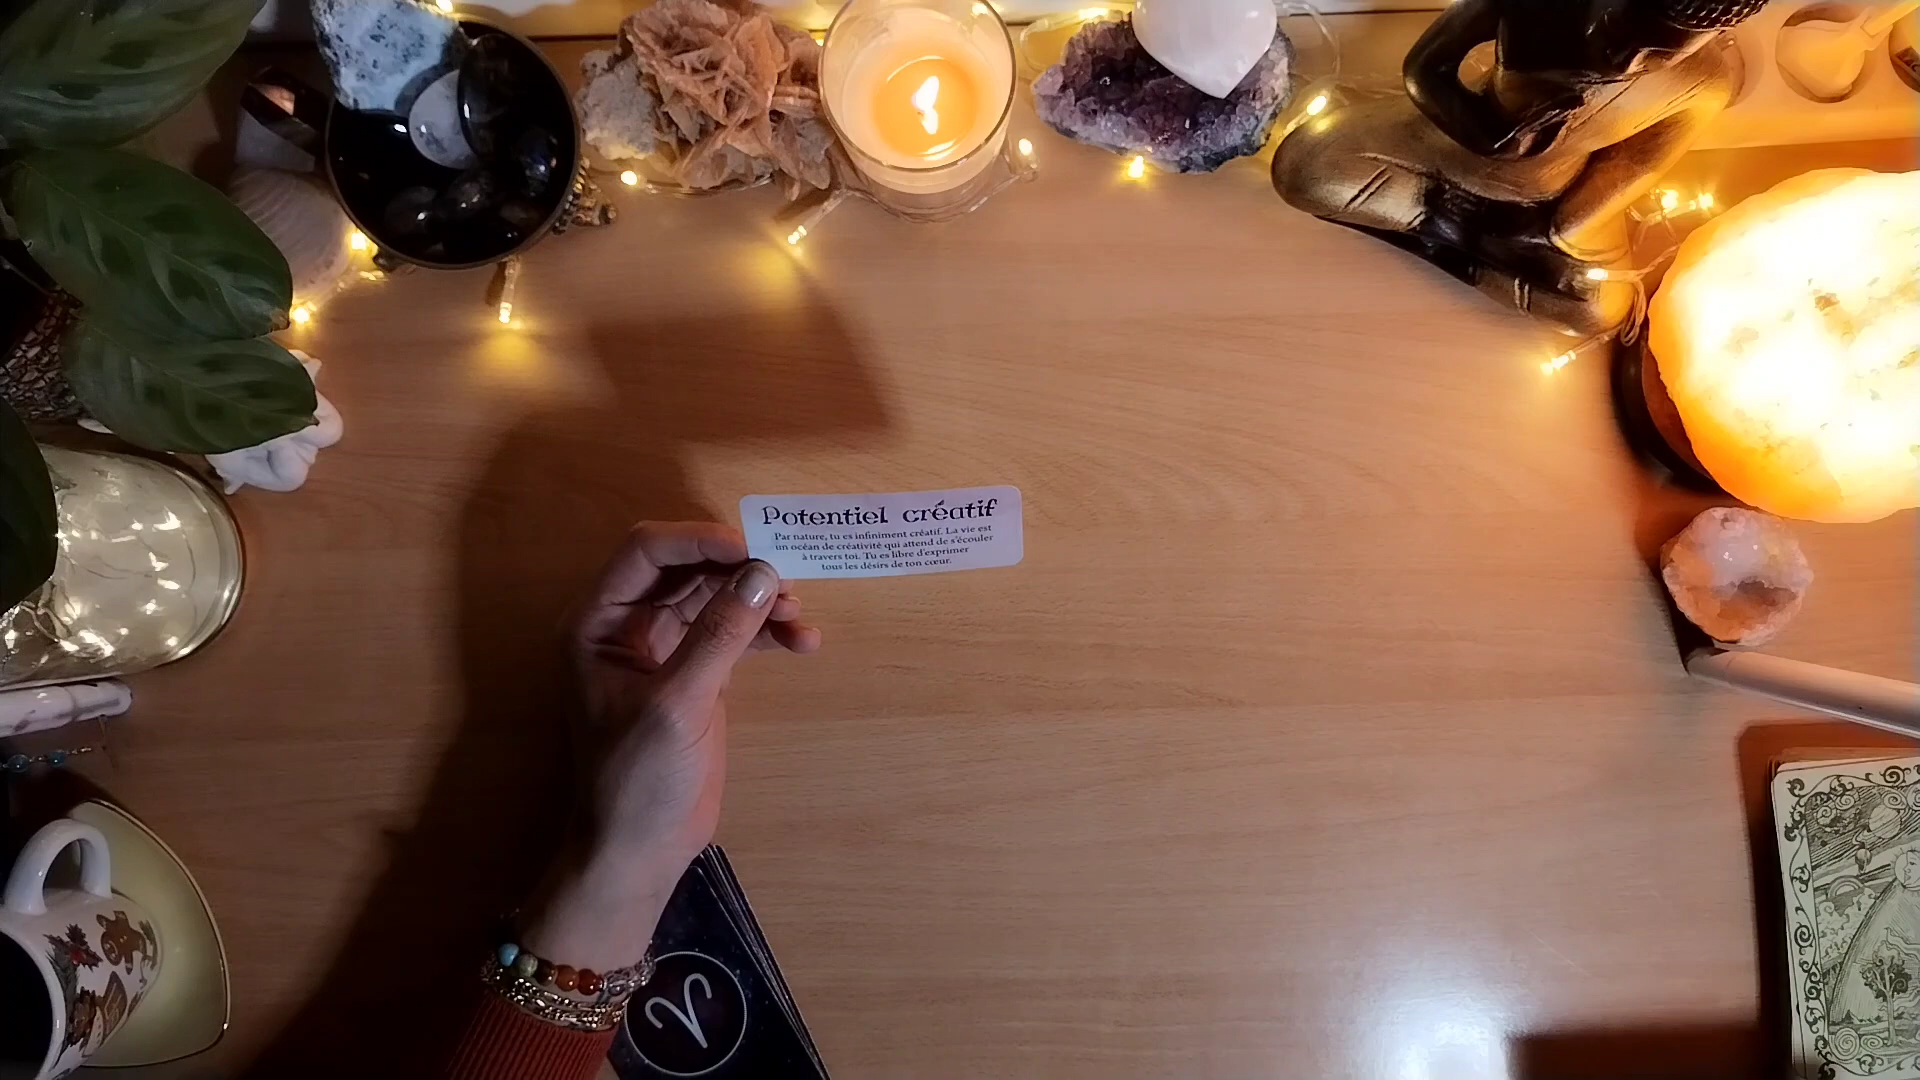 Potentiel créatif
Par nature, tu es infiniment créatif. La vie est
un océan de créativité qui attend de s'écouler
à travers toi. Tu es libre d'exprimer
tous les désirs de ton cœur.